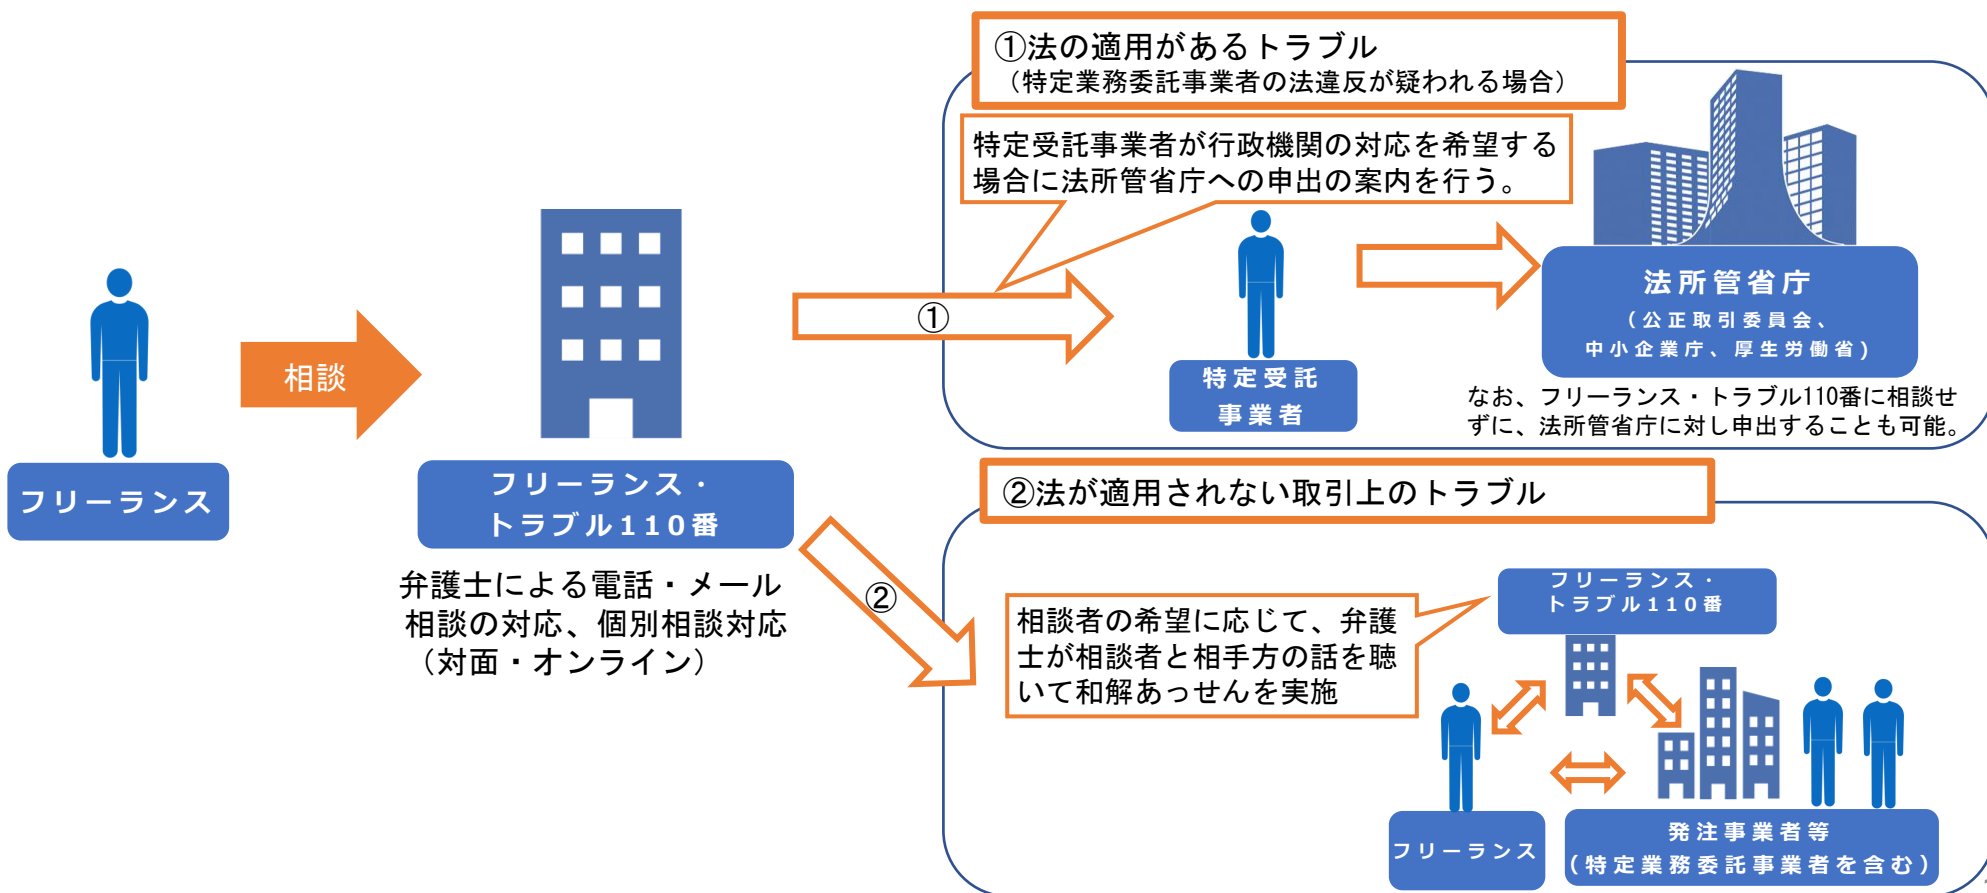 ①法の適用があるトラブル
（特定業務委託事業者の法違反が疑われる場合）
特定受託事業者が行政機関の対応を希望する
場合に法所管省庁への申出の案内を行う。
①
特定受託
事業者
法所管省庁
（公正取引委員会、
中小企業庁、厚生労働省）
なお、フリーランス・トラブル110番に相談せ
ずに、法所管省庁に対し申出することも可能。
相談
フリーランス
フリーランス・
トラブル110番
弁護士による電話・メール
相談の対応、個別相談対応
（対面・オンライン）
②
②法が適用されない取引上のトラブル
相談者の希望に応じて、弁護
士が相談者と相手方の話を聴
いて和解あっせんを実施
フリーランス・
トラブル110番
フリーランス
発注事業者等
（特定業務委託事業者を含む）